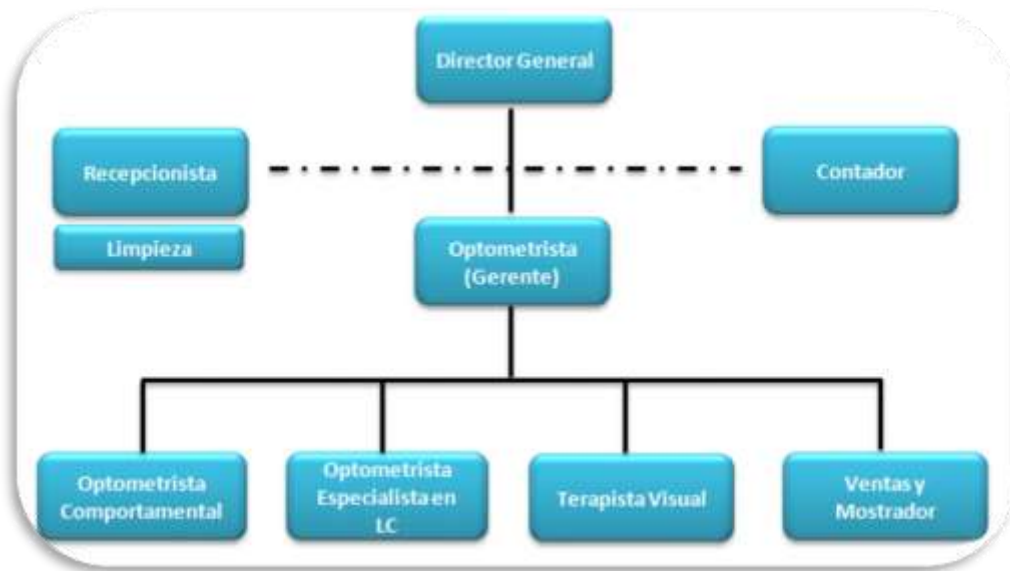 Director General
Recepcionista
Contador
Limpieza
Optometrista
(Gerente)
Optometrista
Comportamental
Optometrista
Especialista en
LC
Terapista Visual
Ventas y
Mostrador